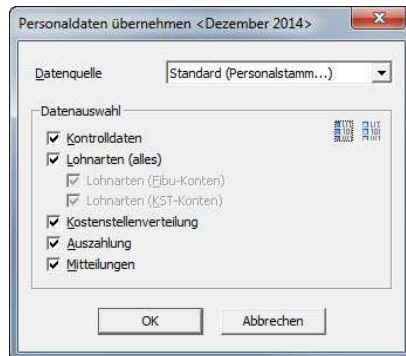 Personaldaten übernehmen <Dezember 2014>
Datenquelle Standard (Personalstamm...)
Datenauswahl
Kontrolldaten
Lohnarten (alles)
Lohnarten (Fibu-Konten)
Lohnarten (KST-Konten)
Kostenstellenverteilung
Auszahlung
Mitteilungen
OK Abbrechen